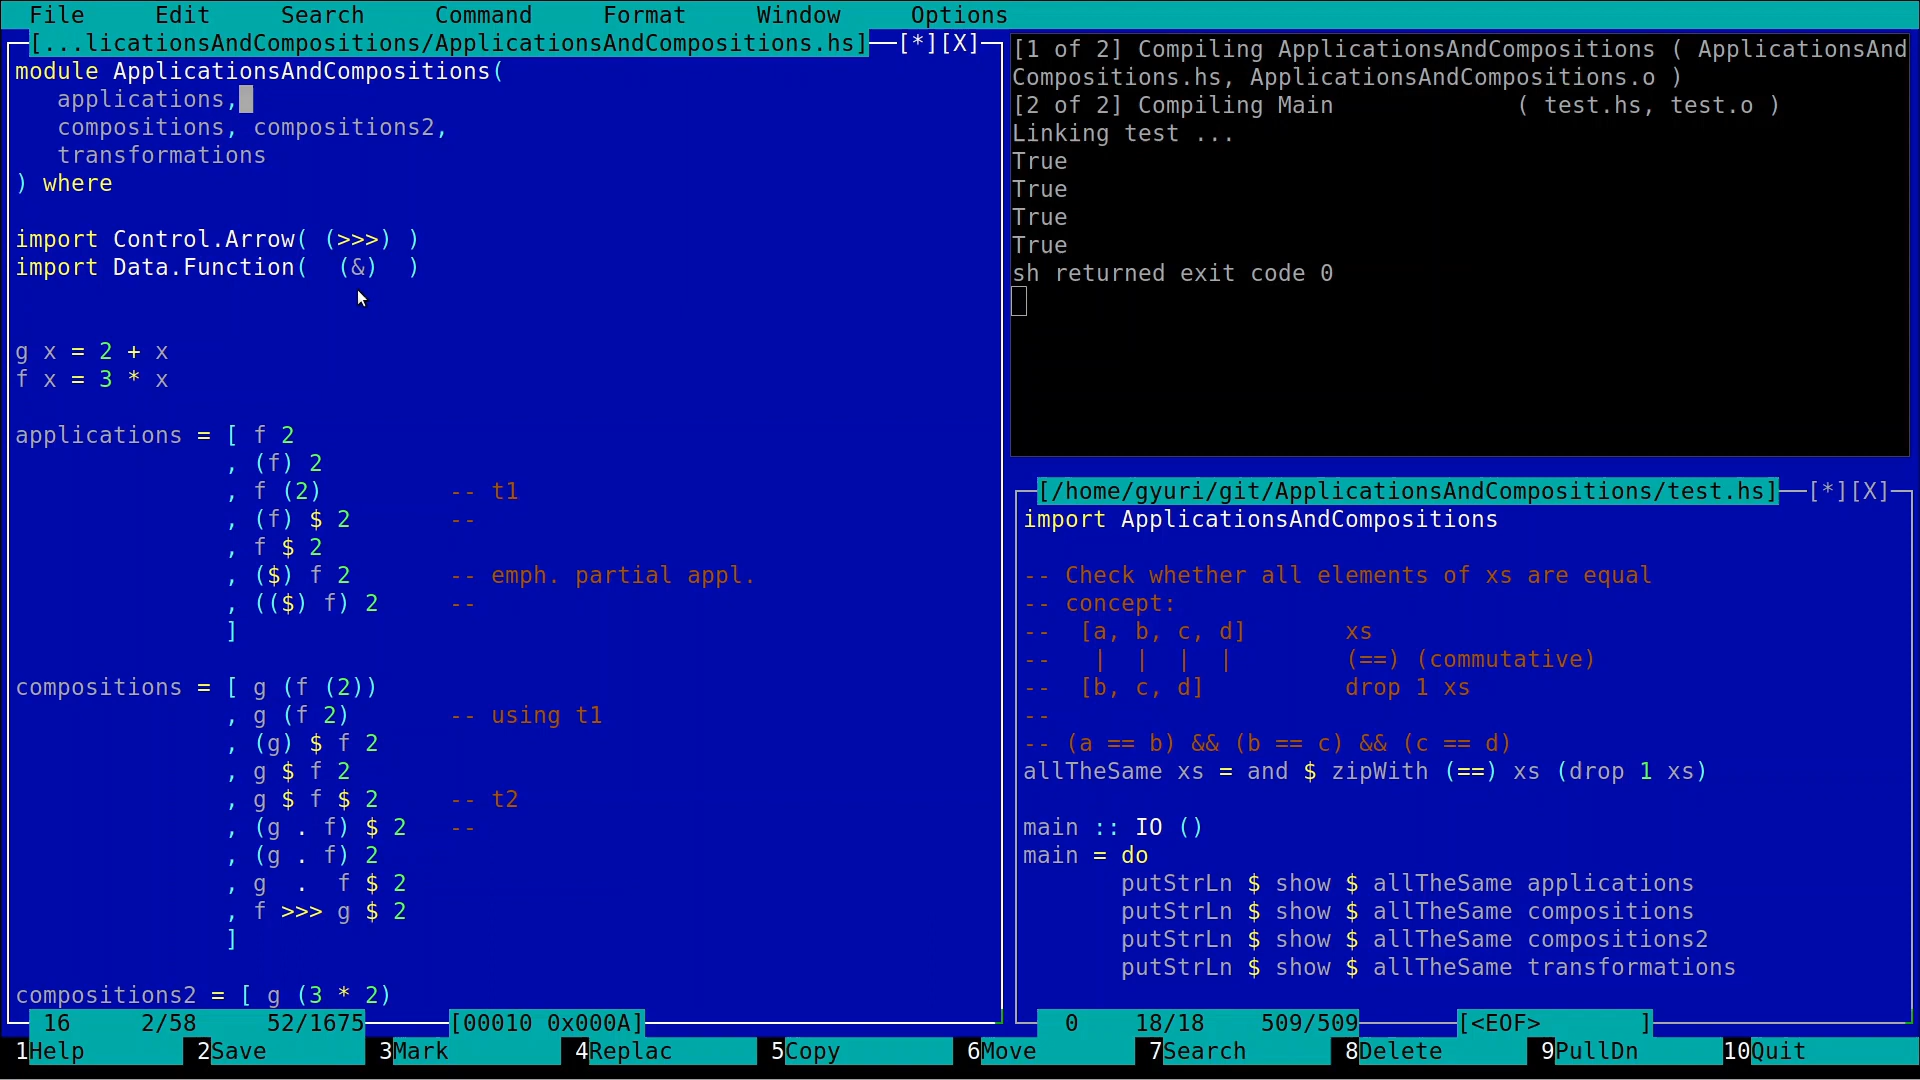 File     Edit     Search     Command     Format     Window     Options
[...licationsAndCompositions/ApplicationsAndCompositions.hs]—[*][X]
module ApplicationsAndCompositions(
   applications,
   compositions, compositions2,
   transformations
) where
import Control.Arrow( (>>>) )
import Data.Function(  (&)  )
g x = 2 + x
f x = 3 * x
applications = [ f 2
               , (f) 2
               , f (2)         -- t1
               , (f) $ 2       --
               , f $ 2
               , ($) f 2       -- emph. partial appl.
               , (($) f) 2     --
               ]
compositions = [ g (f (2))
               , g (f 2)       -- using t1
               , (g) $ f 2
               , g $ f 2
               , g $ f $ 2     -- t2
               , (g . f) $ 2   --
               , (g . f) 2
               , g  .  f $ 2
               , f >>> g $ 2
               ]
compositions2 = [ g (3 * 2)
16     2/58     52/1675     [00010 0x000A]
[1 of 2] Compiling ApplicationsAndCompositions ( ApplicationsAnd
Compositions.hs, ApplicationsAndCompositions.o )
[2 of 2] Compiling Main             ( test.hs, test.o )
Linking test ...
True
True
True
True
sh returned exit code 0
[/home/gyuri/git/ApplicationsAndCompositions/test.hs]—[*][X]
import ApplicationsAndCompositions
-- Check whether all elements of xs are equal
-- concept:
--  [a, b, c, d]       xs
--   |  |  |  |        (==) (commutative)
--  [b, c, d]          drop 1 xs
--
-- (a == b) && (b == c) && (c == d)
allTheSame xs = and $ zipWith (==) xs (drop 1 xs)
main :: IO ()
main = do
       putStrLn $ show $ allTheSame applications
       putStrLn $ show $ allTheSame compositions
       putStrLn $ show $ allTheSame compositions2
       putStrLn $ show $ allTheSame transformations
0    18/18    509/509       [<EOF>       ]
1Help 2Save 3Mark 4Replac 5Copy 6Move 7Search 8Delete 9PullDn 10Quit